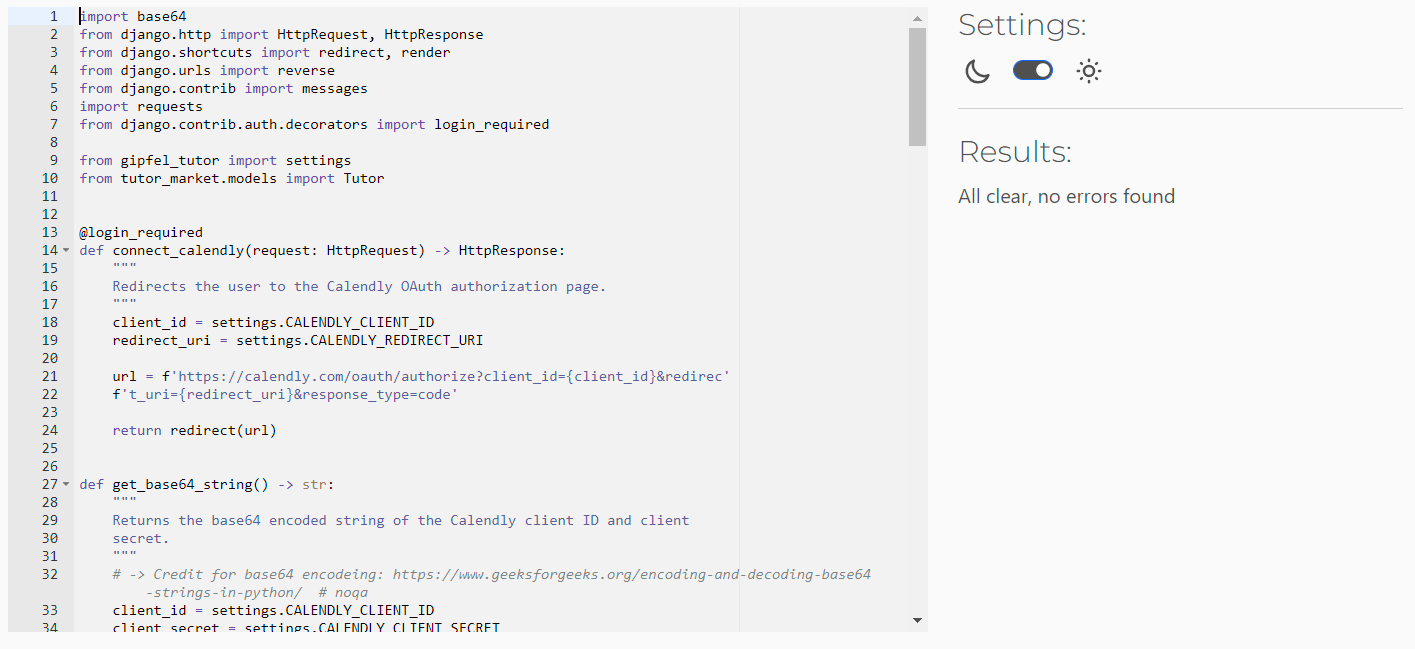 1 import base64
2 from django.http import HttpRequest, HttpResponse
3 from django.shortcuts import redirect, render
4 from django.urls import reverse
5 from django.contrib import messages
6 import requests
7 from django.contrib.auth.decorators import login_required
8
9 from gipfel_tutor import settings
10 from tutor_market.models import Tutor
11
12
13 @login_required
14 def connect_calendly(request: HttpRequest) -> HttpResponse:
15     """
16     Redirects the user to the Calendly OAuth authorization page.
17     """
18     client_id = settings.CALENDLY_CLIENT_ID
19     redirect_uri = settings.CALENDLY_REDIRECT_URI
20
21     url = f'https://calendly.com/oauth/authorize?client_id={client_id}&redirec'
22     f't_uri={redirect_uri}&response_type=code'
23
24     return redirect(url)
25
26
27 def get_base64_string() -> str:
28     """
29     Returns the base64 encoded string of the Calendly client ID and client
30     secret.
31     """
32     # -> Credit for base64 encodeing: https://www.geeksforgeeks.org/encoding-and-decoding-base64
-strings-in-python/  # noqa
33     client_id = settings.CALENDLY_CLIENT_ID
34     client_secret = settings.CALENDLY_CLIENT_SECRET
Settings:
Results:
All clear, no errors found